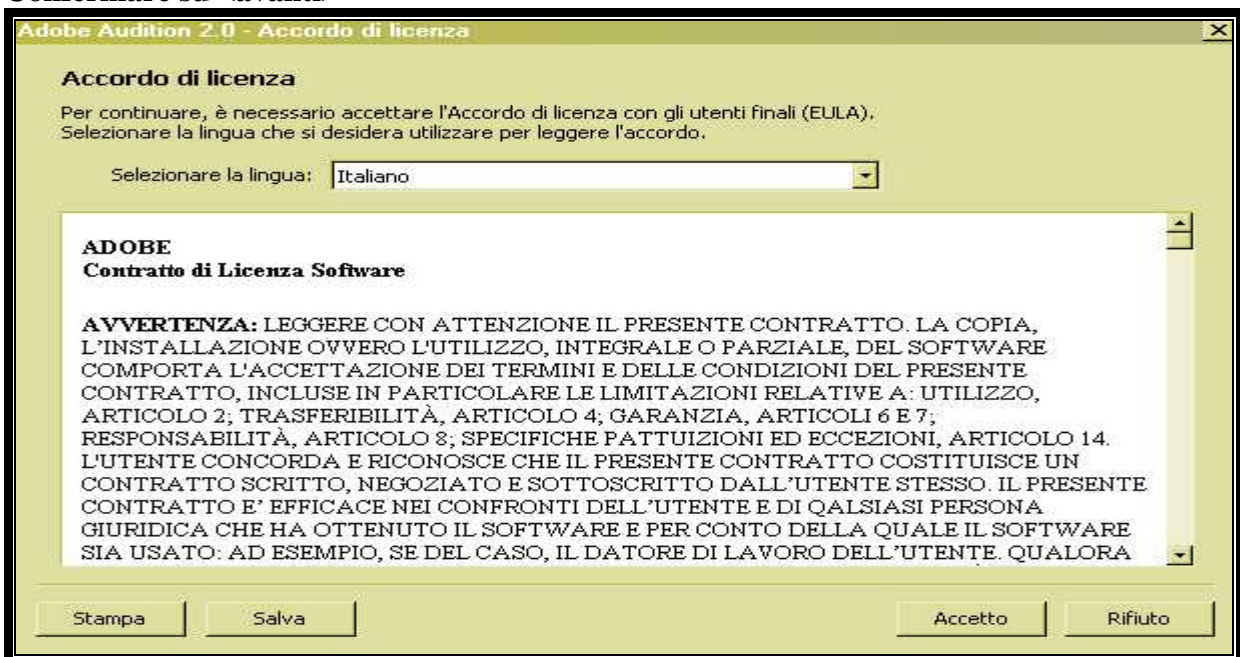 Adobe Audition 2.0 - Accordo di licenza
Accordo di licenza
Per continuare, è necessario accettare l'Accordo di licenza con gli utenti finali (EULA).
Selezionare la lingua che si desidera utilizzare per leggere l'accordo.
Selezionare la lingua: Italiano
ADOBE
Contratto di Licenza Software
AVVERTENZA: LEGGERE CON ATTENZIONE IL PRESENTE CONTRATTO. LA COPIA,
L'INSTALLAZIONE OVVERO L'UTILIZZO, INTEGRALE O PARZIALE, DEL SOFTWARE
COMPORTA L'ACCETTAZIONE DEI TERMINI E DELLE CONDIZIONI DEL PRESENTE
CONTRATTO, INCLUSE IN PARTICOLARE LE LIMITAZIONI RELATIVE A: UTILIZZO,
ARTICOLO 2; TRASFERIBILITÀ, ARTICOLO 4; GARANZIA, ARTICOLI 6 E 7;
RESPONSABILITÀ, ARTICOLO 8; SPECIFICHE PATTUIZIONI ED ECCEZIONI, ARTICOLO 14.
L'UTENTE CONCORDA E RICONOSCE CHE IL PRESENTE CONTRATTO COSTITUISCE UN
CONTRATTO SCRITTO, NEGOZIATO E SOTTOSCRITTO DALL'UTENTE STESSO. IL PRESENTE
CONTRATTO E' EFFICACE NEI CONFRONTI DELL'UTENTE E DI QALSIASI PERSONA
GIURIDICA CHE HA OTTENUTO IL SOFTWARE E PER CONTO DELLA QUALE IL SOFTWARE
SIA USATO: AD ESEMPIO, SE DEL CASO, IL DATORE DI LAVORO DELL'UTENTE. QUALORA
Stampa Salva Accetto Rifiuto